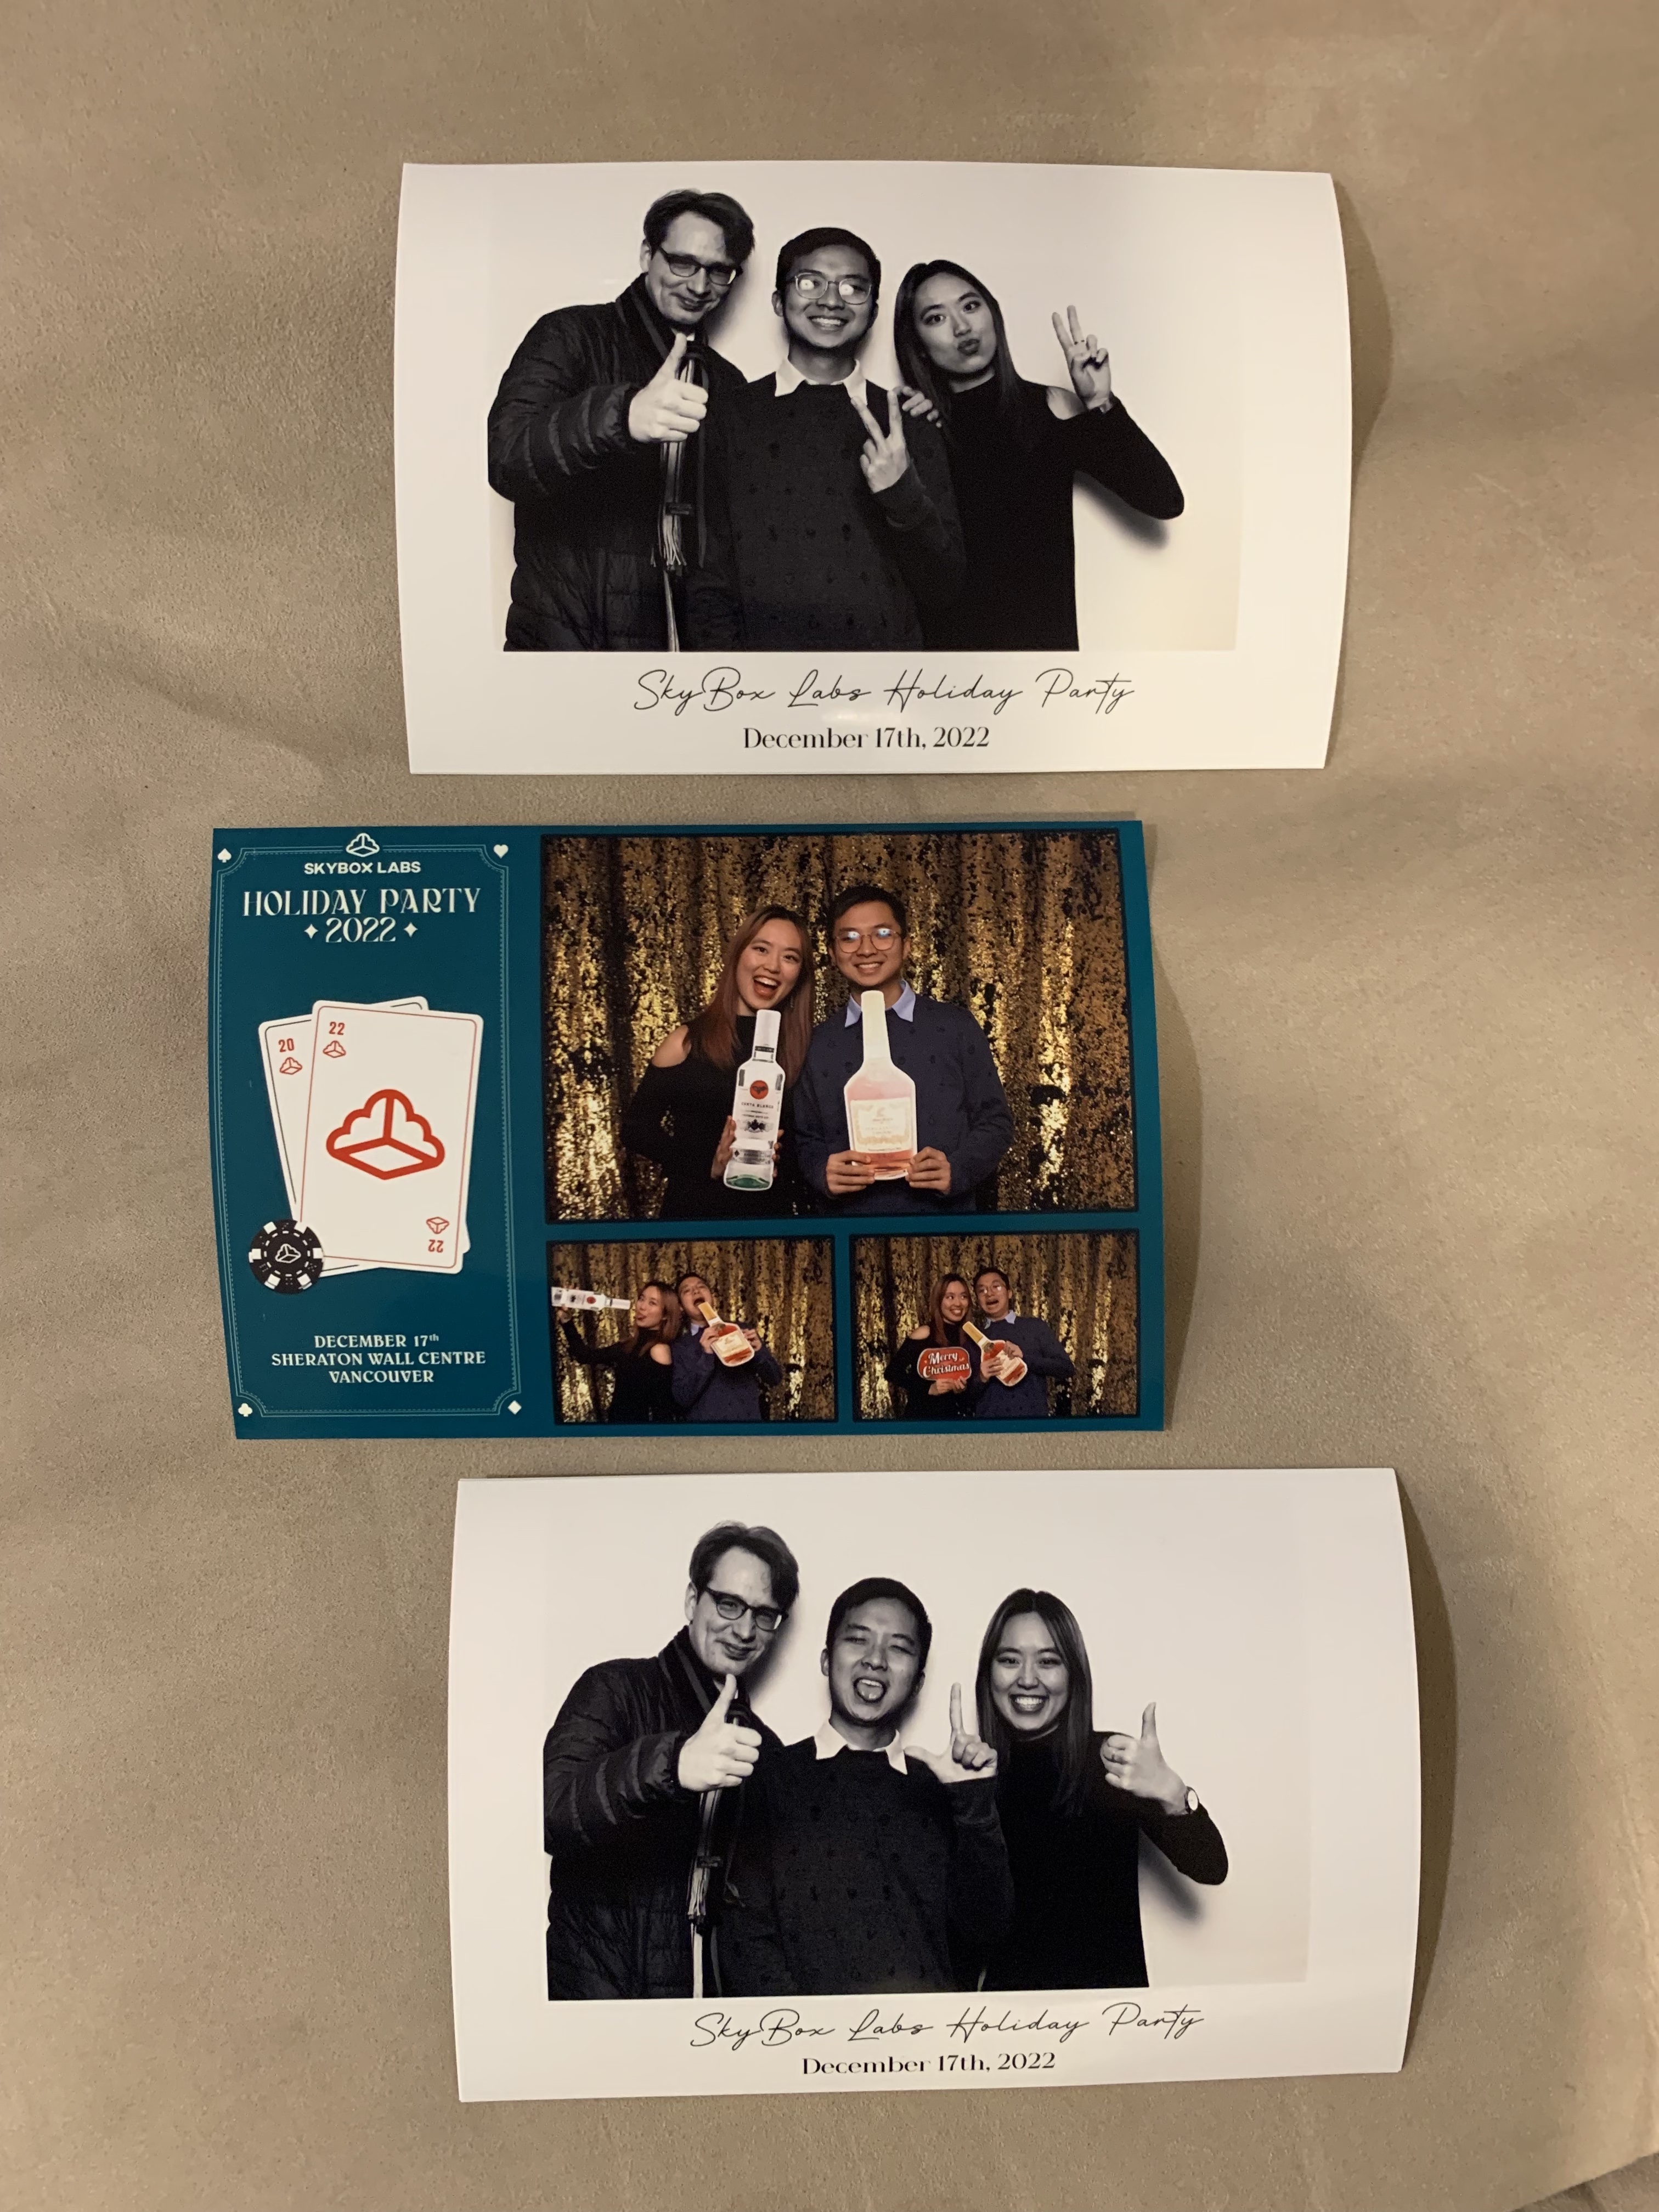 SkyBox Labs Holiday Party
December 17th, 2022
SKYBOX LABS
HOLIDAY PARTY
2022
20
22
22
DECEMBER 17th
SHERATON WALL CENTRE
VANCOUVER
Merry
Christmas
SkyBox Labs Holiday Party
December 17th, 2022